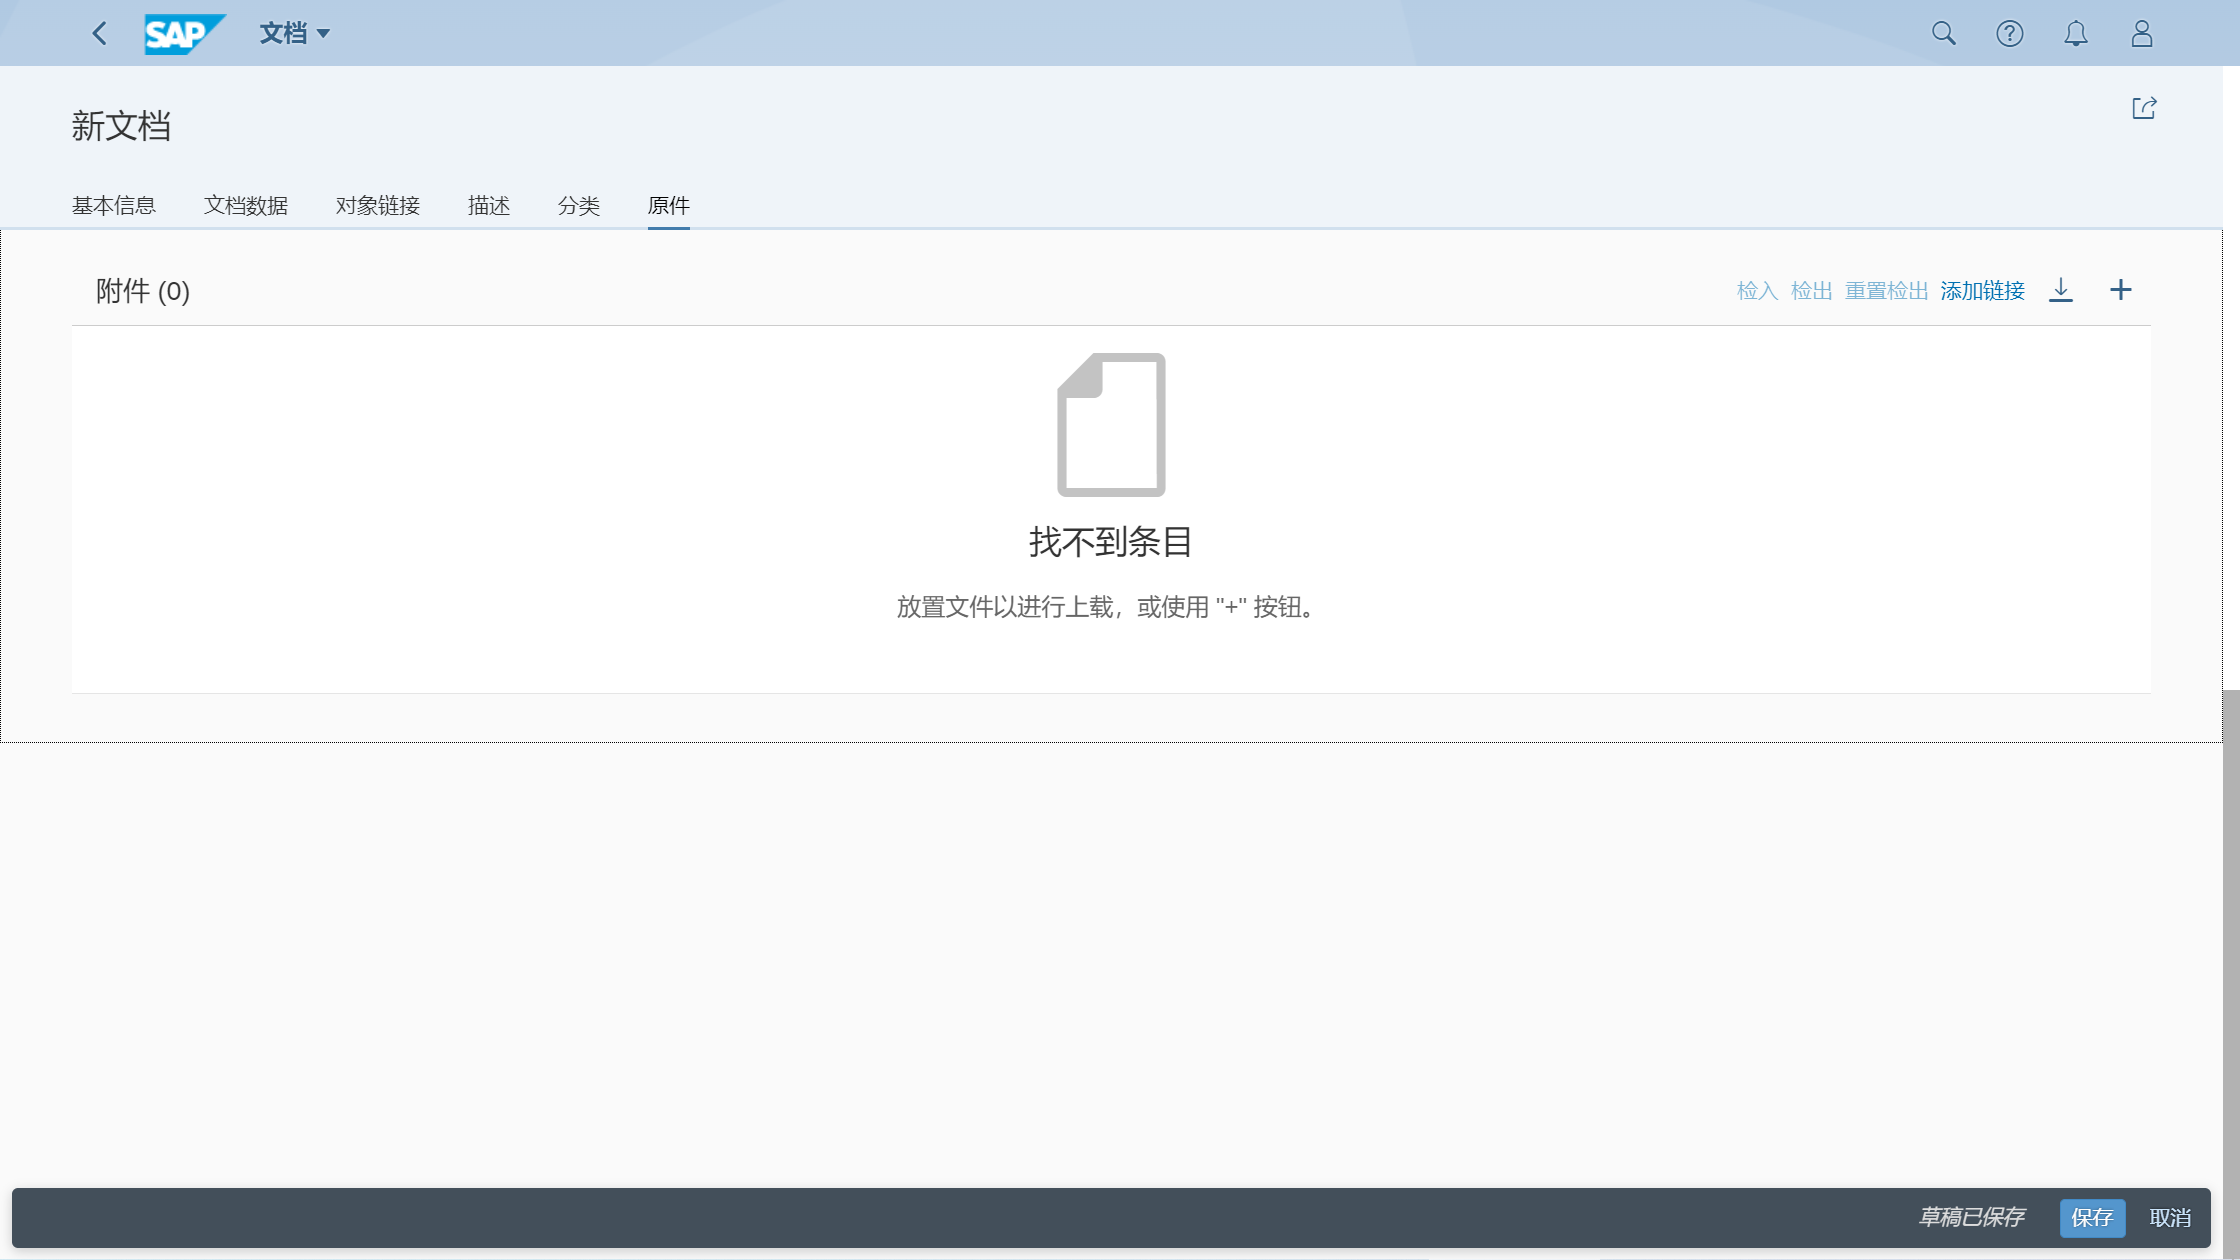 SAP 文档
新文档
基本信息 文档数据 对象链接 描述 分类 原件
附件 (0) 检入 检出 重置检出 添加链接
找不到条目
放置文件以进行上载，或使用 "+" 按钮。
草稿已保存 保存 取消